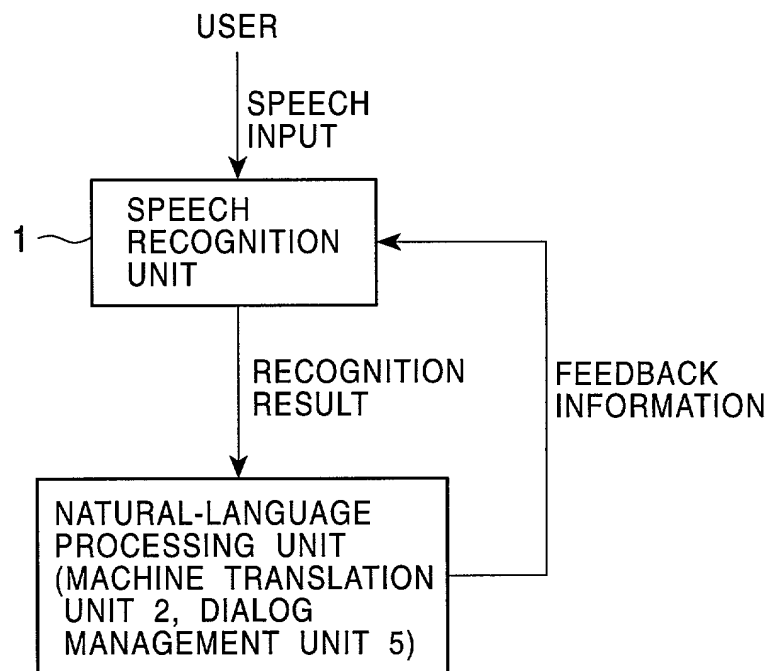 USER
SPEECH
INPUT
1
SPEECH
RECOGNITION
UNIT
RECOGNITION
RESULT
FEEDBACK
INFORMATION
NATURAL-LANGUAGE
PROCESSING UNIT
(MACHINE TRANSLATION
UNIT 2, DIALOG
MANAGEMENT UNIT 5)